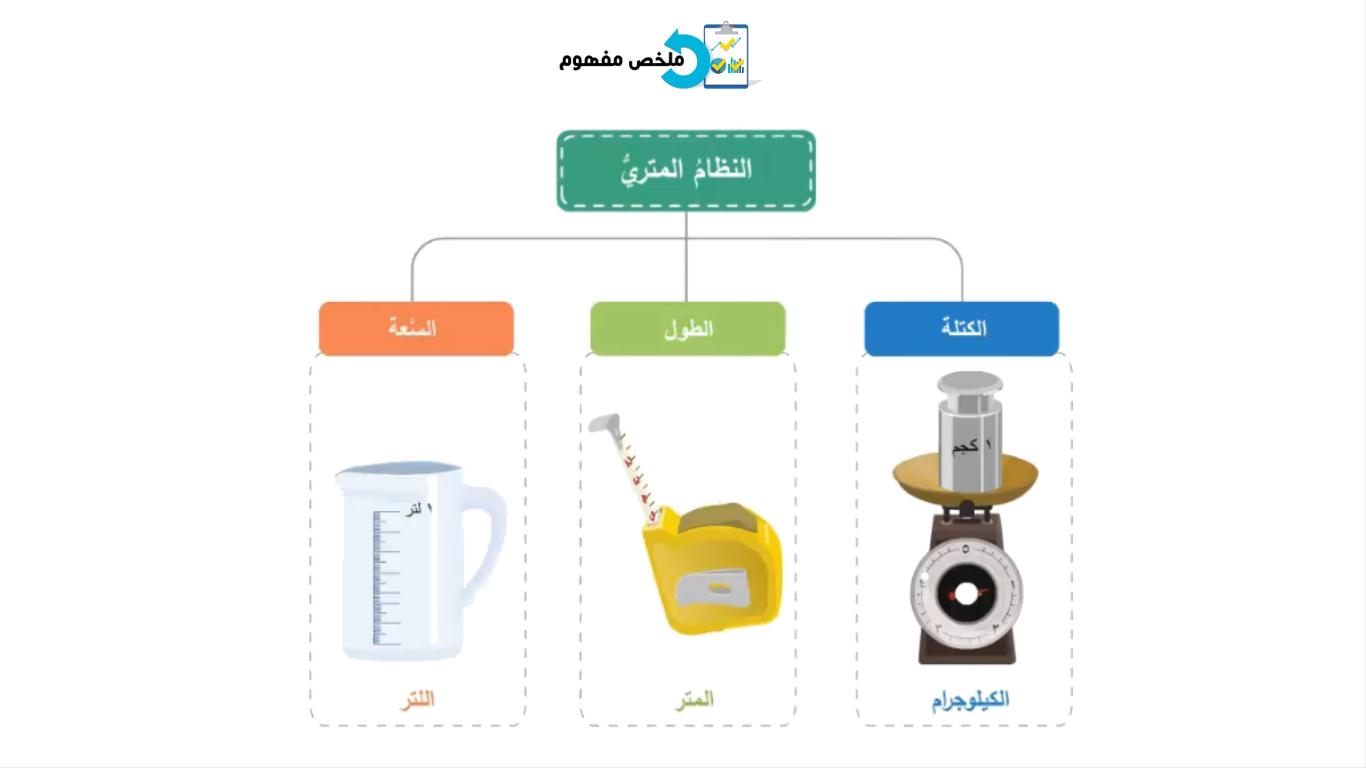 ملخص مفهوم
النظامُ المتريُّ
الكتلة
الطول
السَّعة
١ كجم
١ لتر
الكيلوجرام
المتر
اللتر